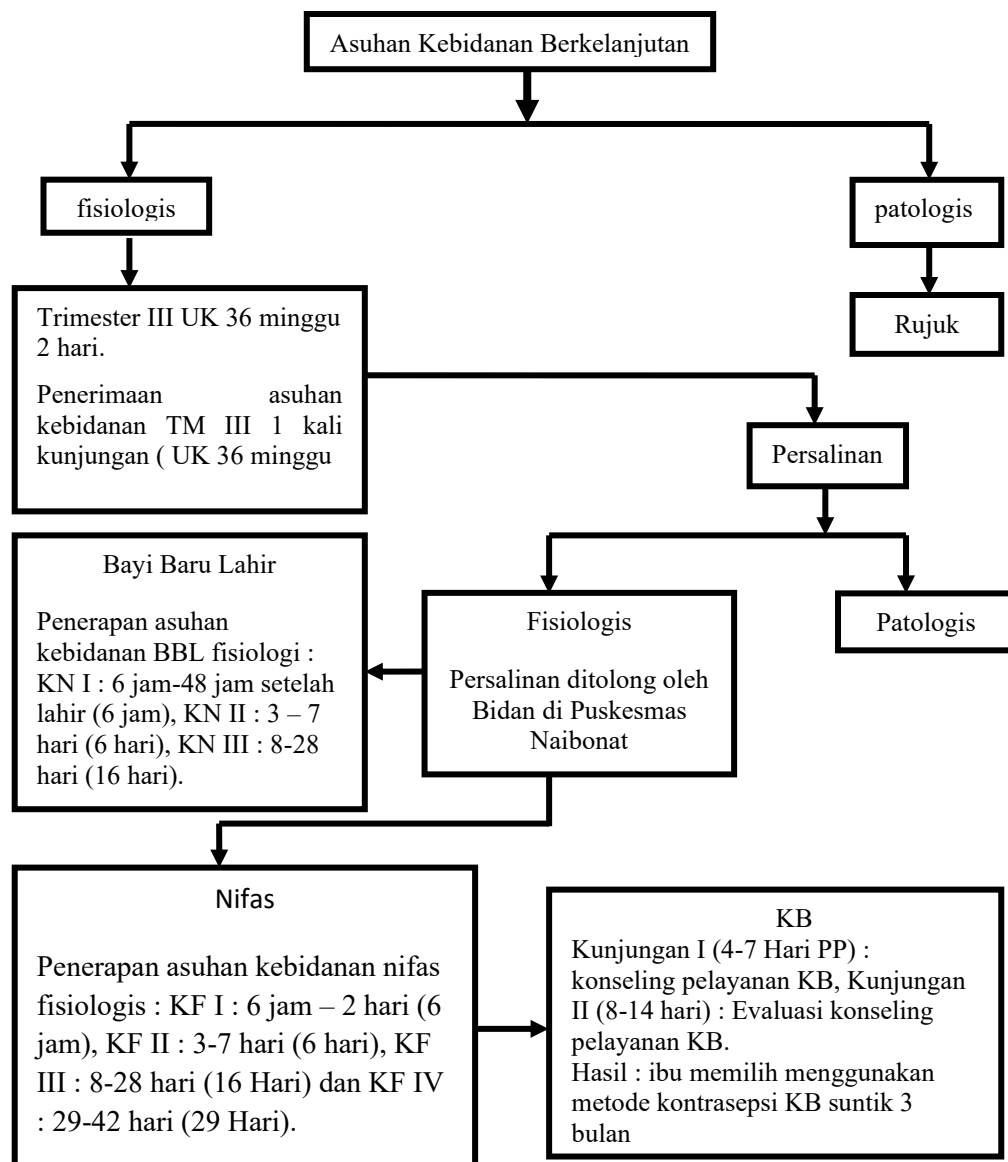 Asuhan Kebidanan Berkelanjutan
fisiologis
patologis
Trimester III UK 36 minggu
2 hari.
Penerimaan asuhan
kebidanan TM III 1 kali
kunjungan ( UK 36 minggu
Rujuk
Persalinan
Bayi Baru Lahir
Penerapan asuhan
kebidanan BBL fisiologi :
KN I : 6 jam-48 jam setelah
lahir (6 jam), KN II : 3 – 7
hari (6 hari), KN III : 8-28
hari (16 hari).
Fisiologis
Persalinan ditolong oleh
Bidan di Puskesmas
Naibonat
Patologis
Nifas
Penerapan asuhan kebidanan nifas
fisiologis : KF I : 6 jam – 2 hari (6
jam), KF II : 3-7 hari (6 hari), KF
III : 8-28 hari (16 Hari) dan KF IV
: 29-42 hari (29 Hari).
KB
Kunjungan I (4-7 Hari PP) :
konseling pelayanan KB, Kunjungan
II (8-14 hari) : Evaluasi konseling
pelayanan KB.
Hasil : ibu memilih menggunakan
metode kontrasepsi KB suntik 3
bulan